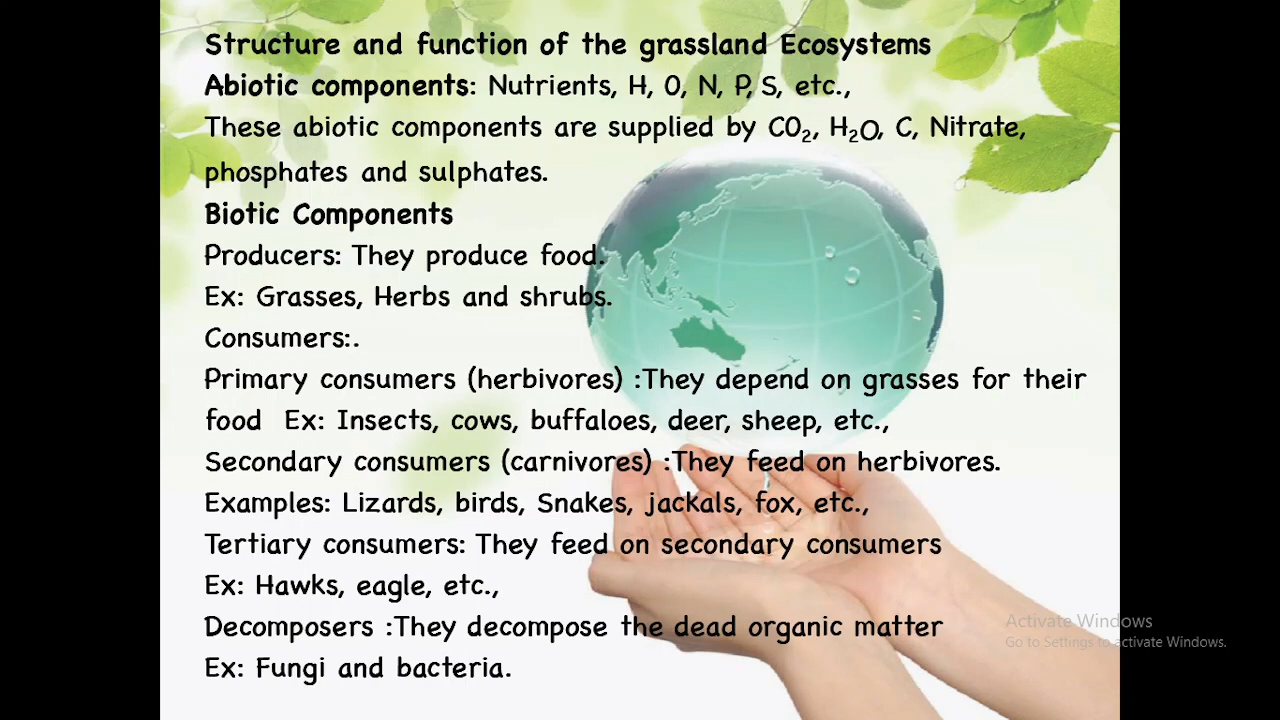 Structure and function of the grassland Ecosystems
Abiotic components: Nutrients, H, O, N, P, S, etc.,
These abiotic components are supplied by CO₂, H₂O, C, Nitrate,
phosphates and sulphates.
Biotic Components
Producers: They produce food.
Ex: Grasses, Herbs and shrubs.
Consumers:.
Primary consumers (herbivores) :They depend on grasses for their
food Ex: Insects, cows, buffaloes, deer, sheep, etc.,
Secondary consumers (carnivores) :They feed on herbivores.
Examples: Lizards, birds, Snakes, jackals, fox, etc.,
Tertiary consumers: They feed on secondary consumers
Ex: Hawks, eagle, etc.,
Decomposers :They decompose the dead organic matter
Ex: Fungi and bacteria.
Activate Windows
Go to Settings to activate Windows.